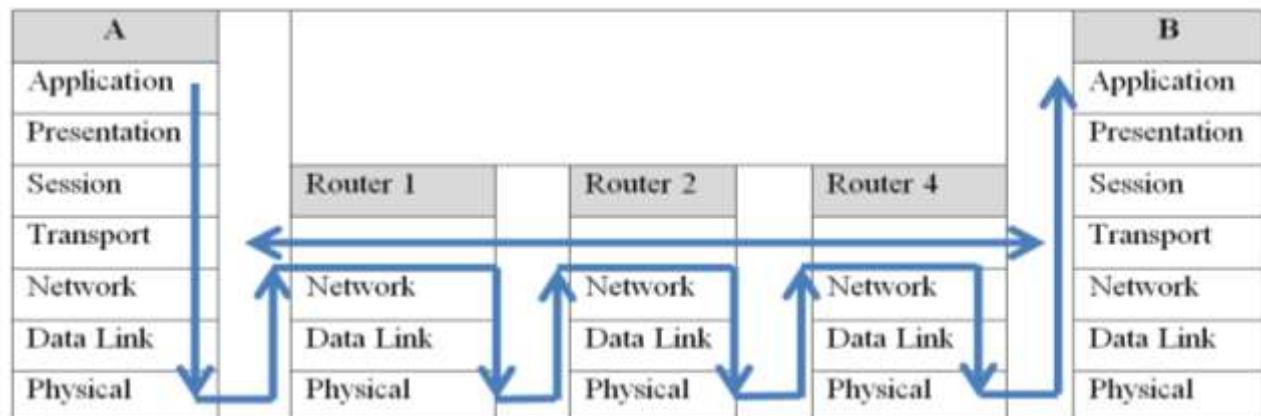 A B
Application Application
Presentation Presentation
Session Router 1 Router 2 Router 4 Session
Transport Transport
Network Network Network Network Network
Data Link Data Link Data Link Data Link Data Link
Physical Physical Physical Physical Physical